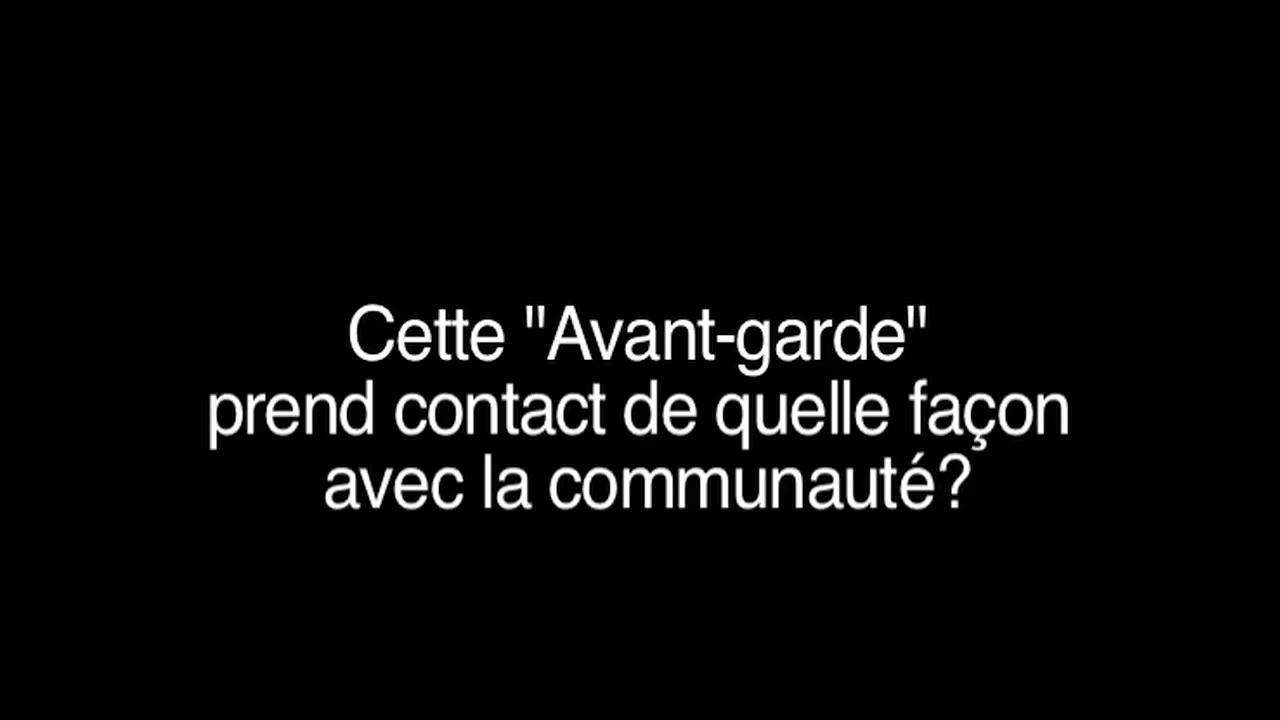 Cette "Avant-garde"
prend contact de quelle façon
avec la communauté?